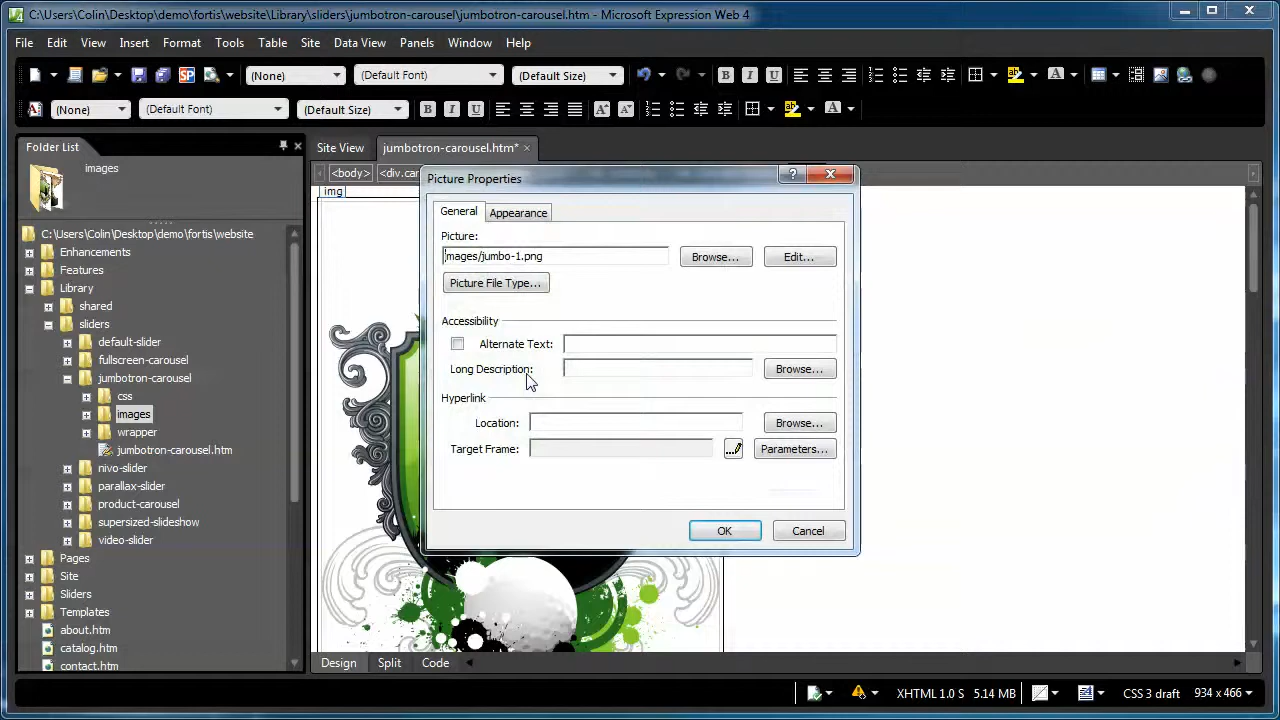 C:\Users\Colin\Desktop\demo\fortis\website\Library\sliders\jumbotron-carousel\jumbotron-carousel.htm - Microsoft Expression Web 4
File Edit View Insert Format Tools Table Site Data View Panels Window Help
(None) (Default Font) (Default Size) B I U A
(None) (Default Font) (Default Size) B I U A A A
Folder List
Site View jumbotron-carousel.htm*
images
<body> <div.car
img
Picture Properties
General Appearance
Picture:
mages/jumbo-1.png Browse... Edit...
Picture File Type...
Accessibility
Alternate Text:
Long Description: Browse...
Hyperlink
Location: Browse...
Target Frame: Parameters...
OK Cancel
C:\Users\Colin\Desktop\demo\fortis\website
Enhancements
Features
Library
shared
sliders
default-slider
fullscreen-carousel
jumbotron-carousel
css
images
wrapper
jumbotron-carousel.htm
nivo-slider
parallax-slider
product-carousel
supersized-slideshow
video-slider
Pages
Site
Sliders
Templates
about.htm
catalog.htm
contact.htm
Design Split Code
XHTML 1.0 S 5.14 MB CSS 3 draft 934 x 466